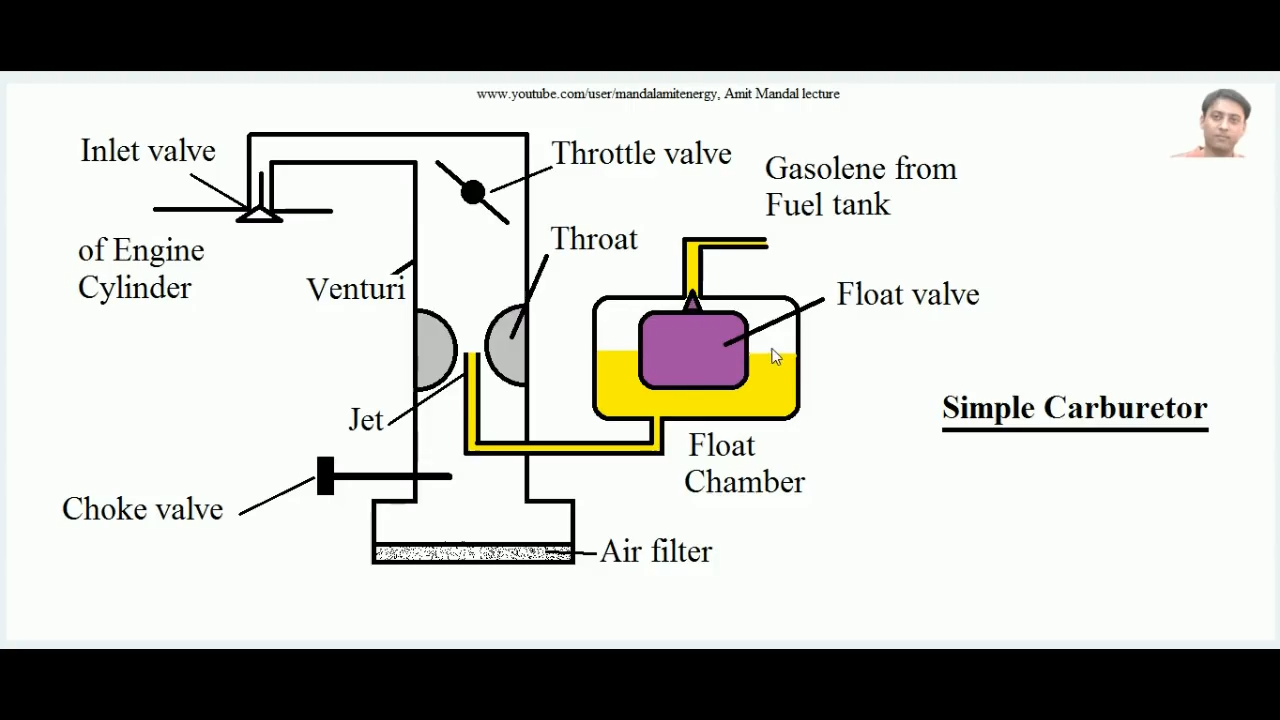 www.youtube.com/user/mandalamitenergy, Amit Mandal lecture
Inlet valve
of Engine
Cylinder
Throttle valve
Gasolene from
Fuel tank
Throat
Venturi
Float valve
Jet
Simple Carburetor
Float
Chamber
Choke valve
Air filter